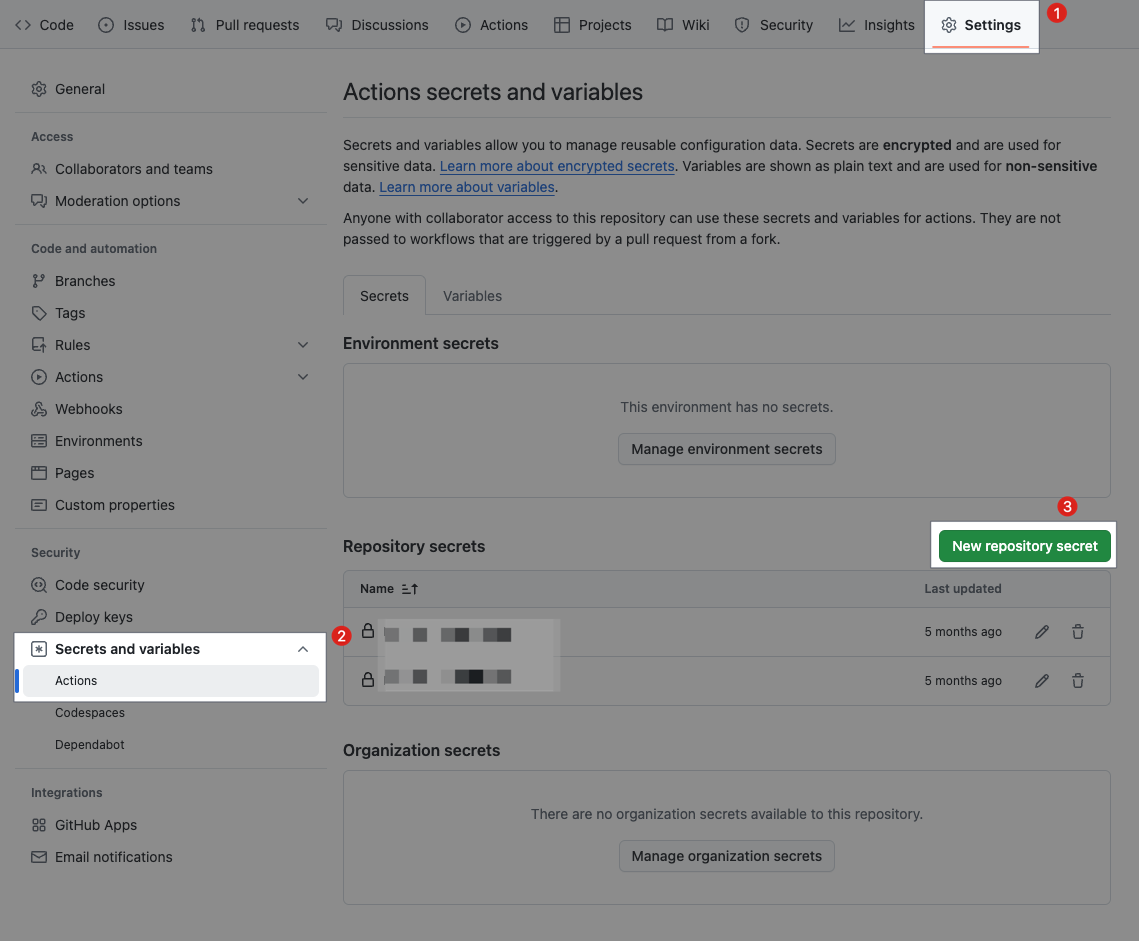 Code Issues Pull requests Discussions Actions Projects Wiki Security Insights Settings 1
General
Access
Collaborators and teams
Moderation options
Code and automation
Branches
Tags
Rules
Actions
Webhooks
Environments
Pages
Custom properties
Security
Code security
Deploy keys
Secrets and variables 2
Actions
Codespaces
Dependabot
Integrations
GitHub Apps
Email notifications
Actions secrets and variables
Secrets and variables allow you to manage reusable configuration data. Secrets are encrypted and are used for
sensitive data. Learn more about encrypted secrets. Variables are shown as plain text and are used for non-sensitive
data. Learn more about variables.
Anyone with collaborator access to this repository can use these secrets and variables for actions. They are not
passed to workflows that are triggered by a pull request from a fork.
Secrets Variables
Environment secrets
This environment has no secrets.
Manage environment secrets
3
Repository secrets New repository secret
Name Last updated
5 months ago
5 months ago
Organization secrets
There are no organization secrets available to this repository.
Manage organization secrets